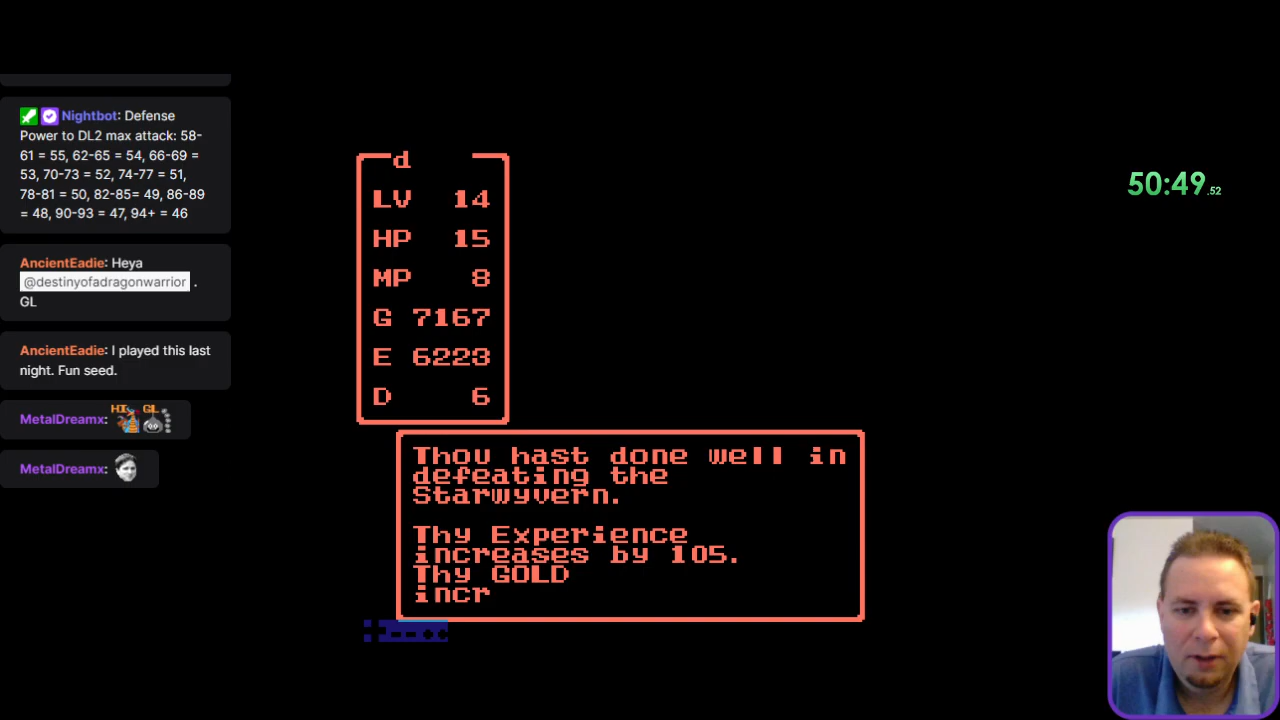 Nightbot: Defense
Power to DL2 max attack: 58-
61 = 55, 62-65 = 54, 66-69 =
53, 70-73 = 52, 74-77 = 51,
78-81 = 50, 82-85= 49, 86-89
= 48, 90-93 = 47, 94+ = 46
AncientEadie: Heya
@destinyofadragonwarrior .
GL
AncientEadie: I played this last
night. Fun seed.
MetalDreamx: HI GL
MetalDreamx:
d
LV 14
HP 15
MP 8
G 7167
E 6223
D 6
Thou hast done well in
defeating the
Starwyvern.
Thy Experience
increases by 105.
Thy GOLD
incr
50:49.52